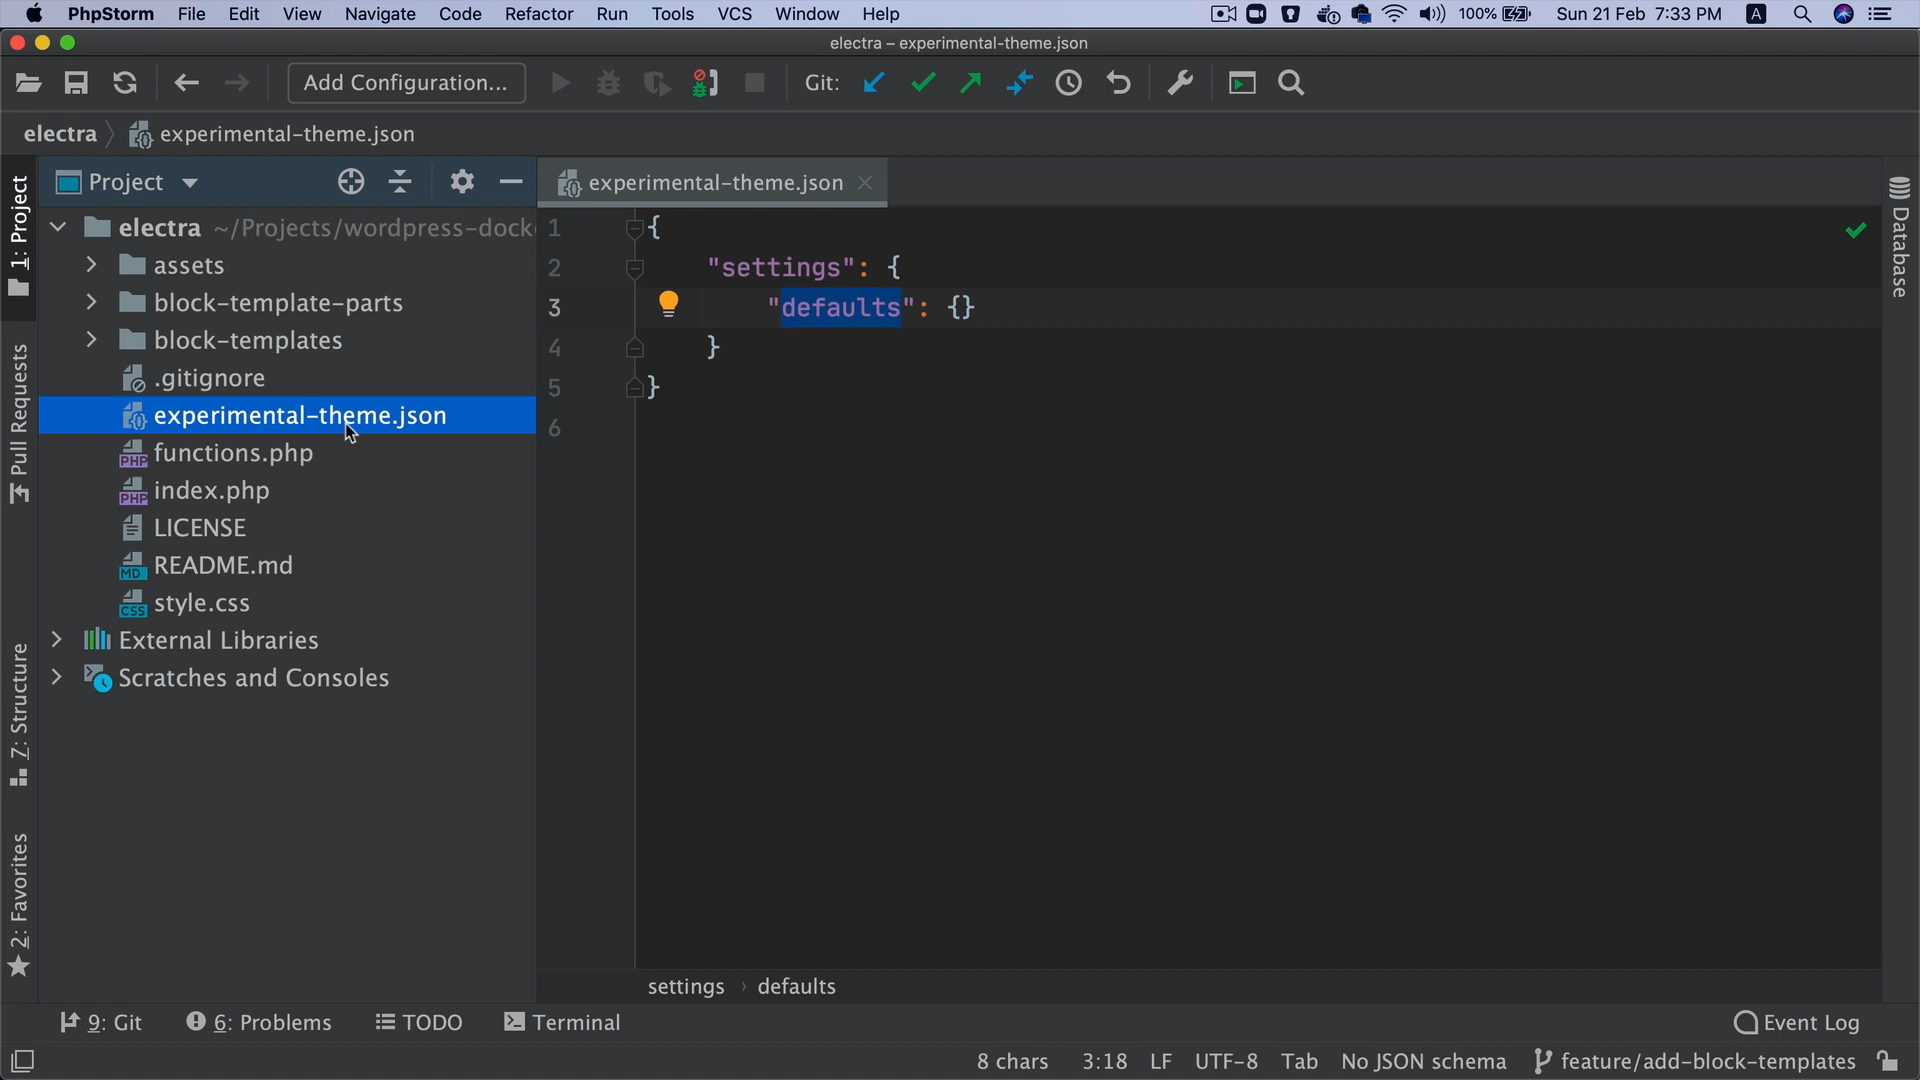 PhpStorm File Edit View Navigate Code Refactor Run Tools VCS Window Help 100% Sun 21 Feb 7:33 PM A
electra – experimental-theme.json
Add Configuration... Git:
electra experimental-theme.json
1: Project
Pull Requests
Z: Structure
2: Favorites
Project
electra ~/Projects/wordpress-dock
assets
block-template-parts
block-templates
.gitignore
experimental-theme.json
PHP functions.php
PHP index.php
LICENSE
MD README.md
CSS style.css
External Libraries
Scratches and Consoles
experimental-theme.json
1 {
2 "settings": {
3 "defaults": {}
4 }
5 }
6
Database
settings › defaults
9: Git 6: Problems TODO Terminal Event Log
8 chars 3:18 LF UTF-8 Tab No JSON schema feature/add-block-templates